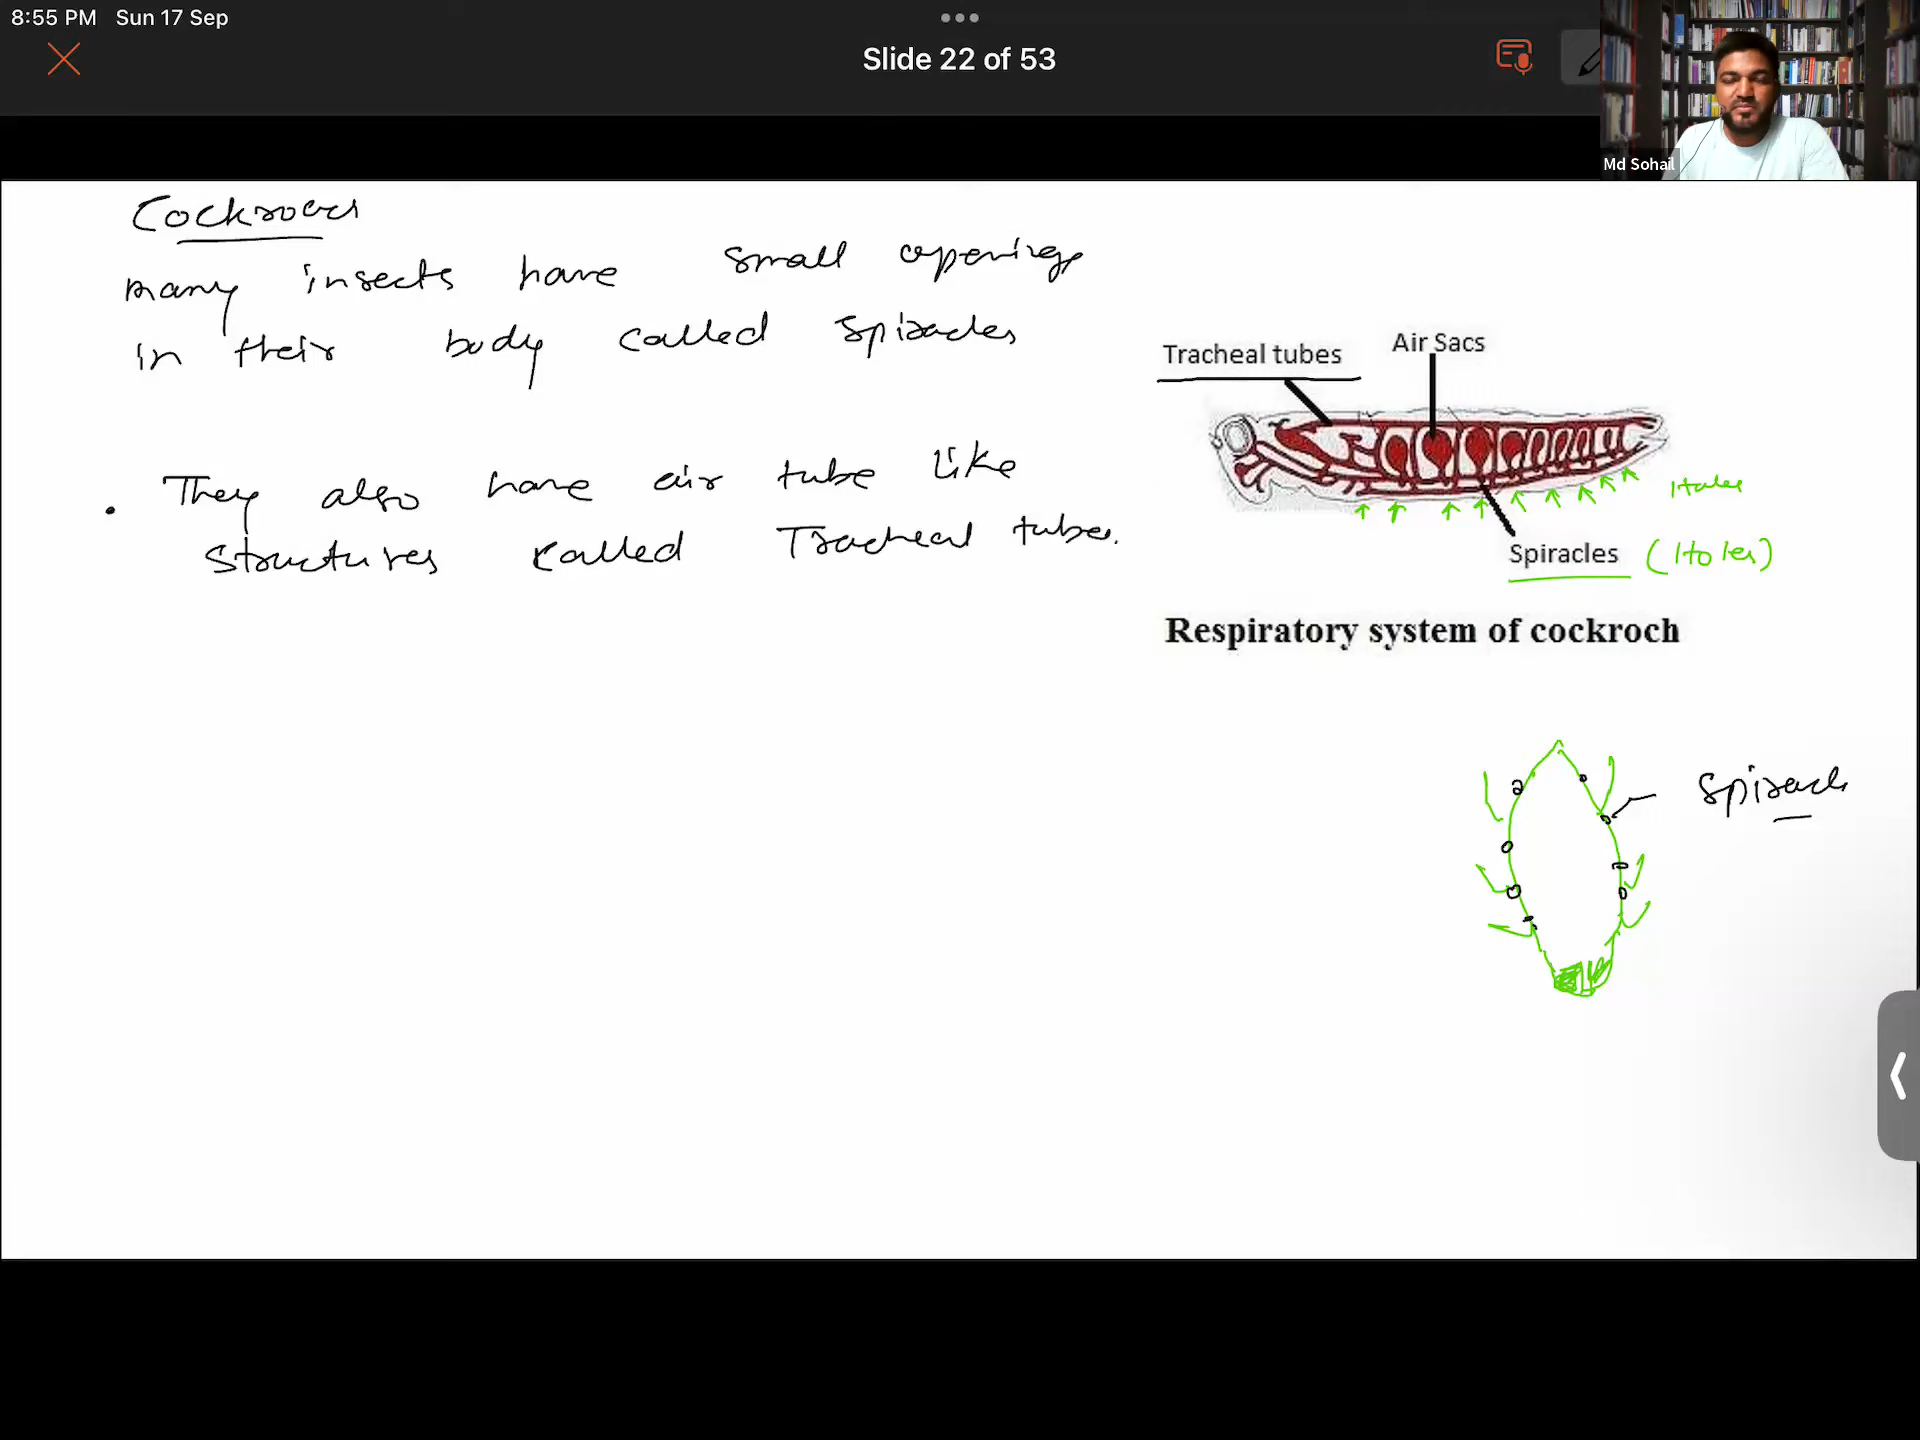 8:55 PM Sun 17 Sep
Slide 22 of 53
Md Sohail
Cockroach
many insects have small openings
in their body called spiracles
• They also have air tube like
structures called Tracheal tubes.
Tracheal tubes
Air Sacs
Holes
Spiracles (Holes)
Respiratory system of cockroch
Spiracle